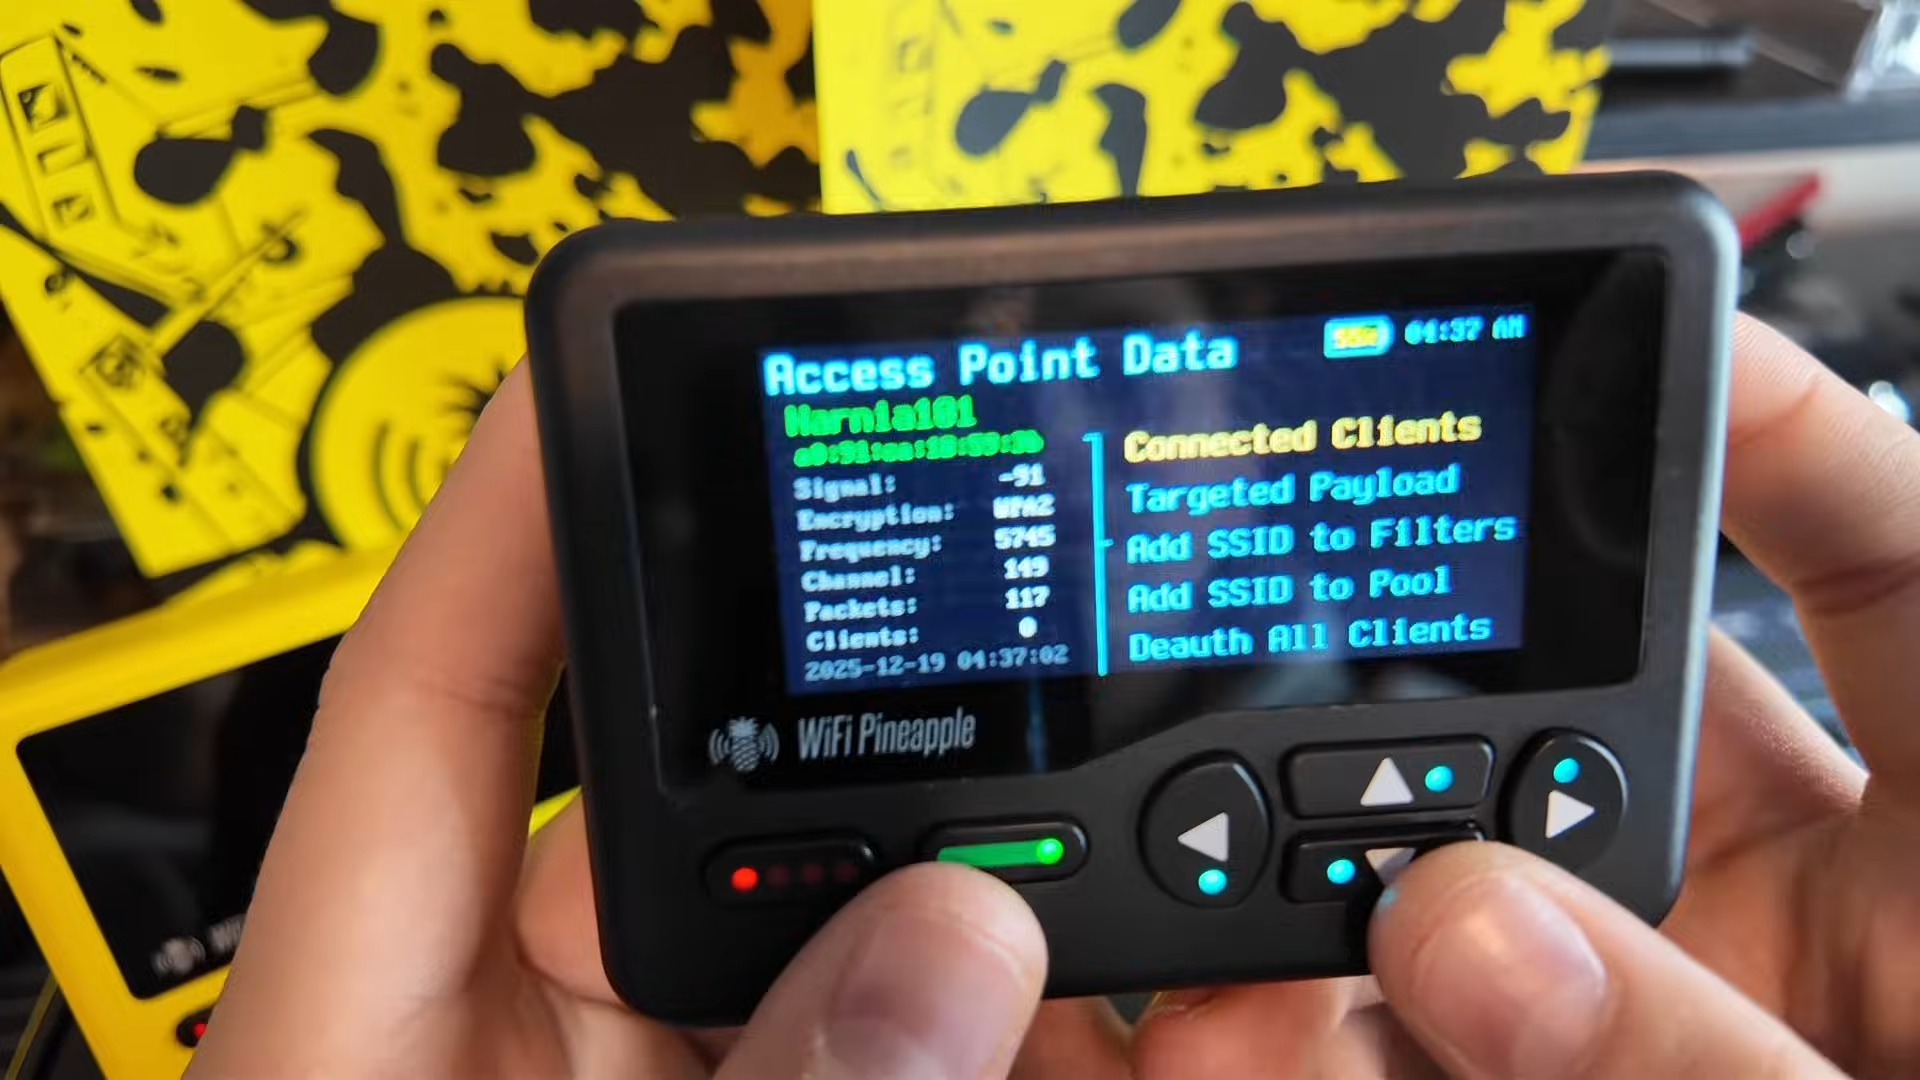 04:37 AM
Access Point Data
Narnia101
Signal: -91
Encryption: WPA2
Frequency: 5745
Channel: 149
Packets: 117
Clients: 0
2025-12-19 04:37:02
Connected Clients
Targeted Payload
Add SSID to Filters
Add SSID to Pool
Deauth All Clients
WiFi Pineapple